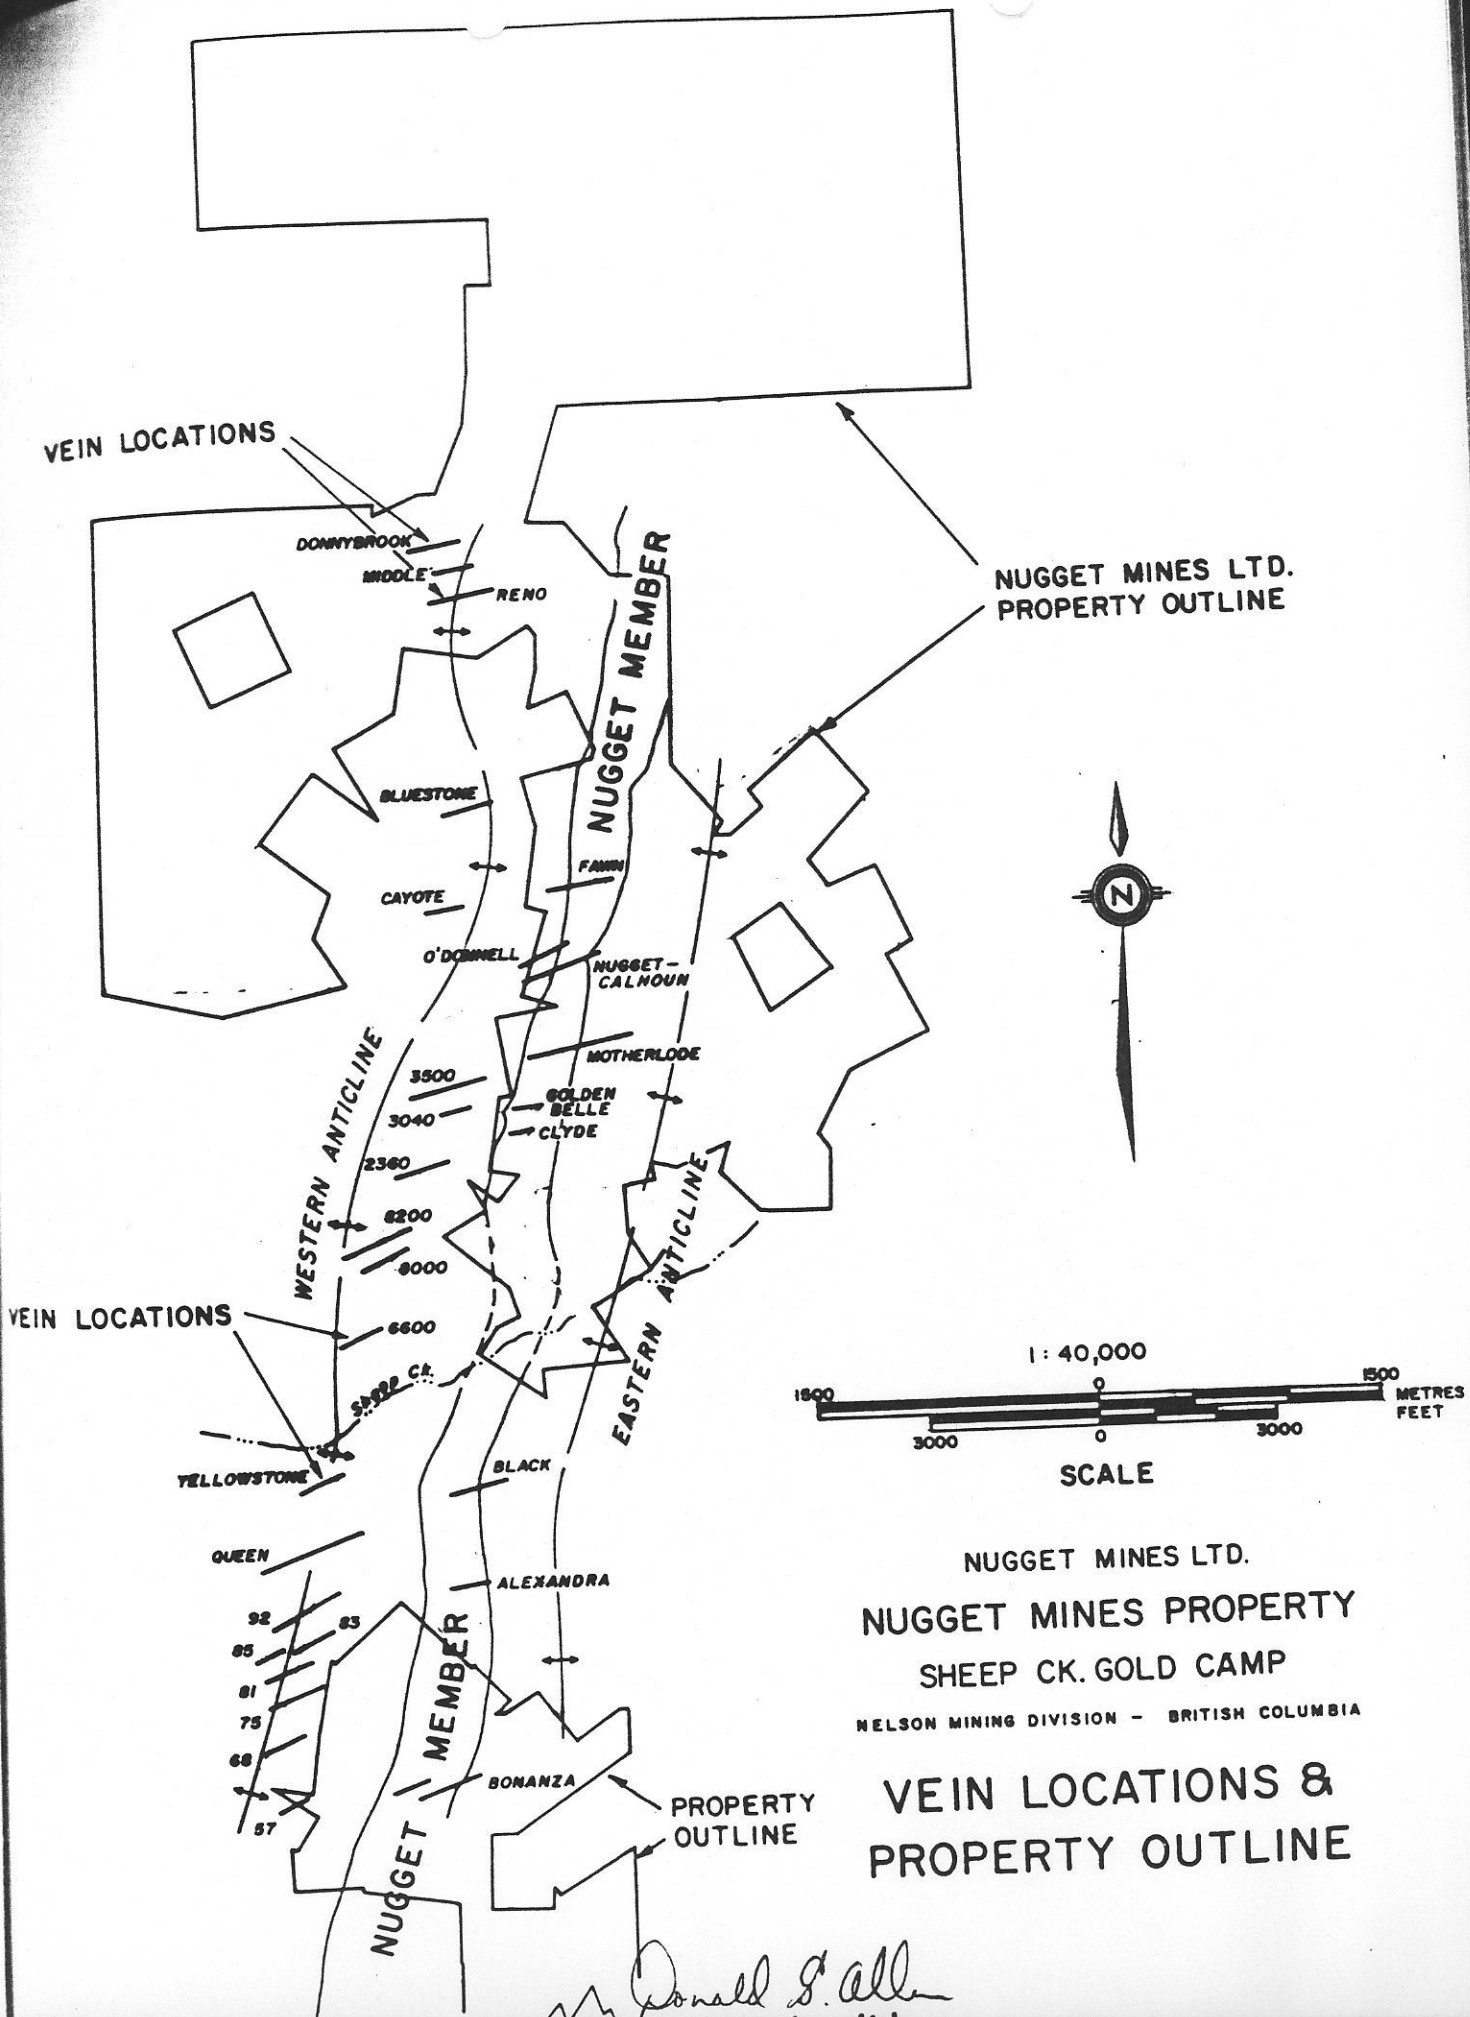 VEIN LOCATIONS
DONNYBROOK
MIDDLE
RENO
NUGGET MEMBER
NUGGET MINES LTD.
PROPERTY OUTLINE
BLUESTONE
FAWN
CAYOTE
O'DONNELL
NUGGET-
CALHOUN
N
MOTHERLODE
WESTERN ANTICLINE
3500
GOLDEN
BELLE
3040
CLYDE
2360
EASTERN ANTICLINE
8200
8000
VEIN LOCATIONS
6600
Sheep Ck.
1:40,000
1500
0
1500
METRES
FEET
3000
0
3000
SCALE
YELLOWSTONE
BLACK
QUEEN
ALEXANDRA
92
83
85
81
75
68
57
NUGGET MEMBER
BONANZA
PROPERTY
OUTLINE
NUGGET MINES LTD.
NUGGET MINES PROPERTY
SHEEP CK. GOLD CAMP
NELSON MINING DIVISION - BRITISH COLUMBIA
VEIN LOCATIONS &
PROPERTY OUTLINE
Donald S. Allen